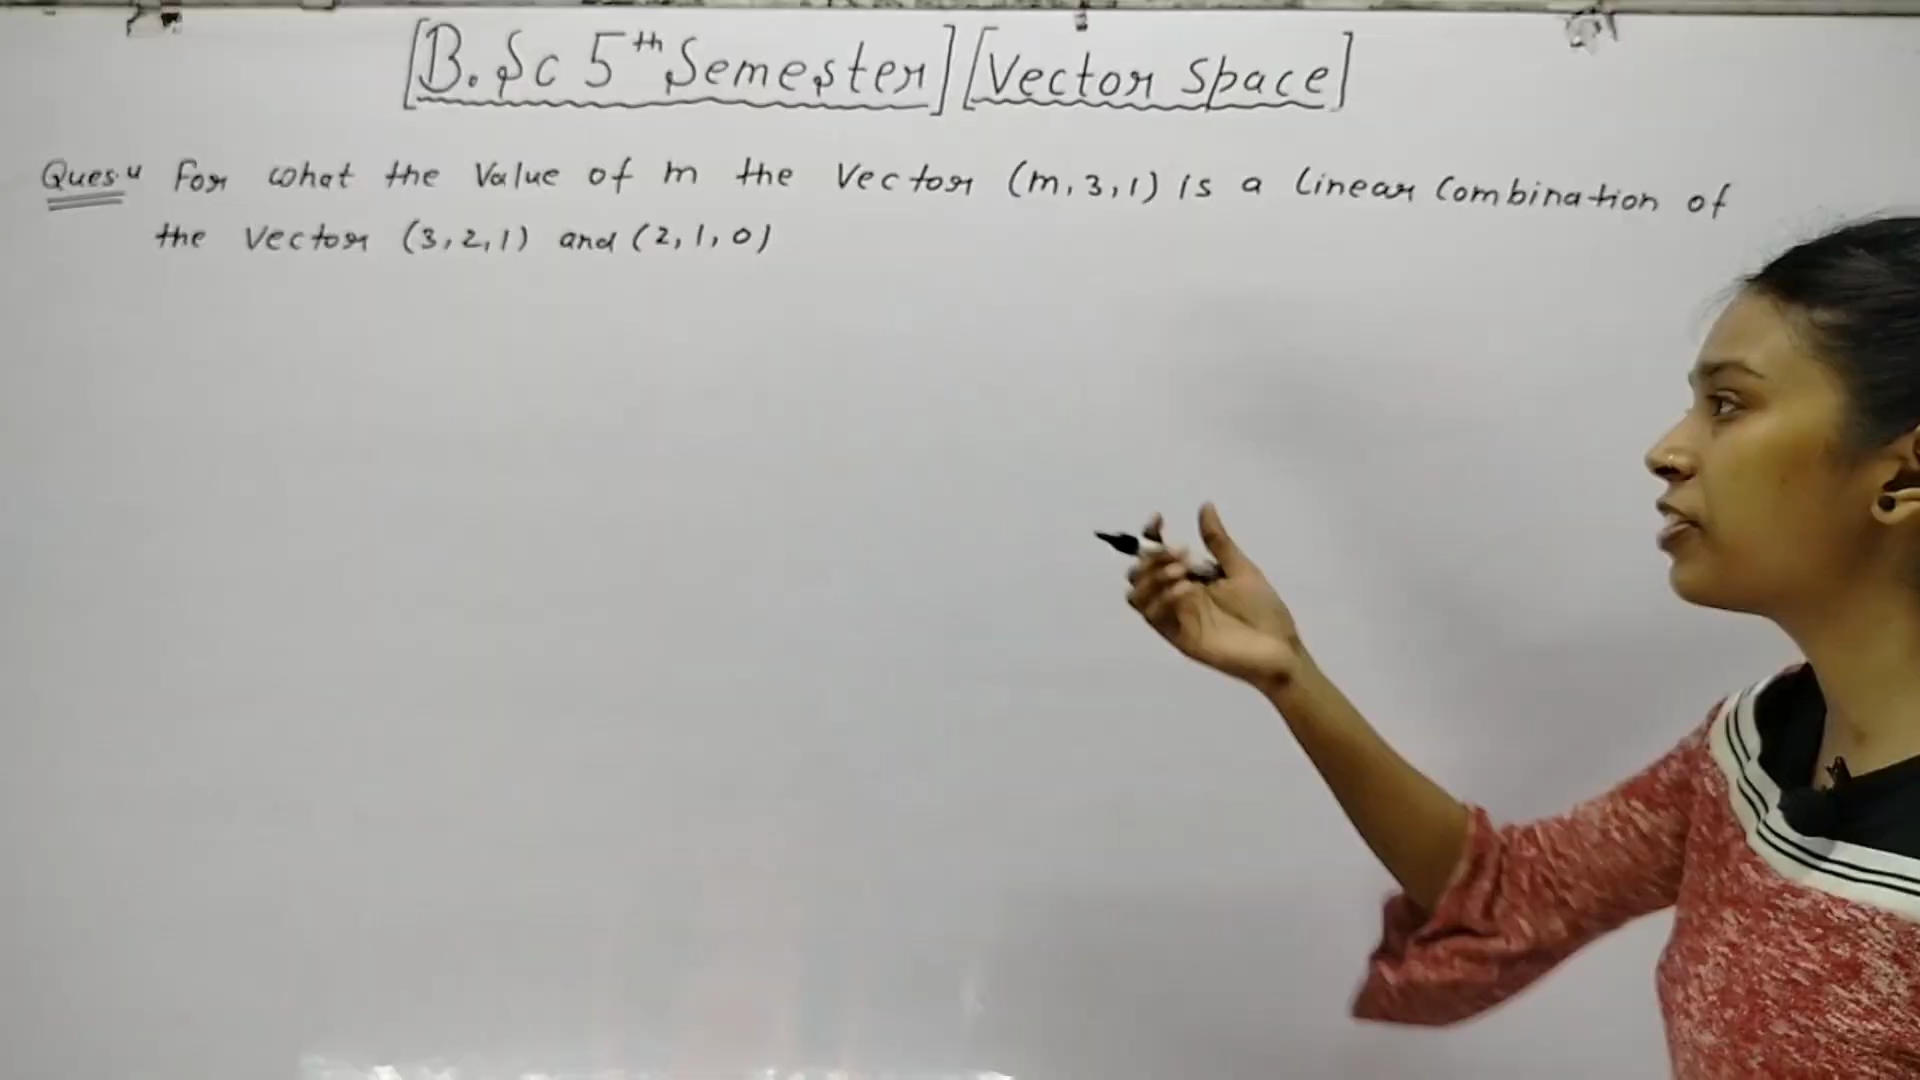 [B.Sc 5th Semester] [Vector Space]
Ques 4 For what the value of m the vector (m, 3, 1) is a linear combination of
the vector (3, 2, 1) and (2, 1, 0)